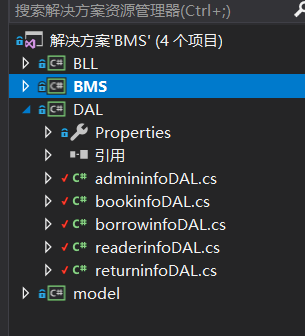 搜索解决方案资源管理器(Ctrl+;)
解决方案'BMS' (4 个项目)
C# BLL
C# BMS
C# DAL
Properties
引用
C# admininfoDAL.cs
C# bookinfoDAL.cs
C# borrowinfoDAL.cs
C# readerinfoDAL.cs
C# returninfoDAL.cs
C# model